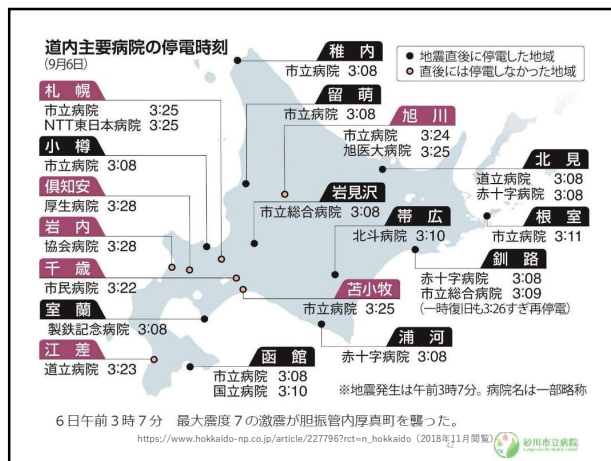 道内主要病院の停電時刻
(9月6日)
●地震直後に停電した地域
直後には停電しなかった地域
稚内
市立病院 3:08
札幌
市立病院 3:25
NTT東日本病院 3:25
留萌
市立病院 3:08
旭川
市立病院 3:24
旭医大病院 3:25
小樽
市立病院 3:08
北見
道立病院 3:08
赤十字病院 3:08
倶知安
厚生病院 3:28
岩見沢
市立総合病院 3:08
帯広
北斗病院 3:10
根室
市立病院 3:11
岩内
協会病院 3:28
釧路
赤十字病院 3:08
市立総合病院 3:09
(一時復旧も3:26すぎ再停電)
千歳
市民病院 3:22
苫小牧
市立病院 3:25
室蘭
製鉄記念病院 3:08
浦河
赤十字病院 3:08
江差
道立病院 3:23
函館
市立病院 3:08
国立病院 3:10
※地震発生は午前3時7分。病院名は一部略称
6日午前3時7分 最大震度7の激震が胆振管内厚真町を襲った。
https://www.hokkaido-np.co.jp/article/227796?rct=n_hokkaido(2018年11月閲覧)
42
砂川市立病院